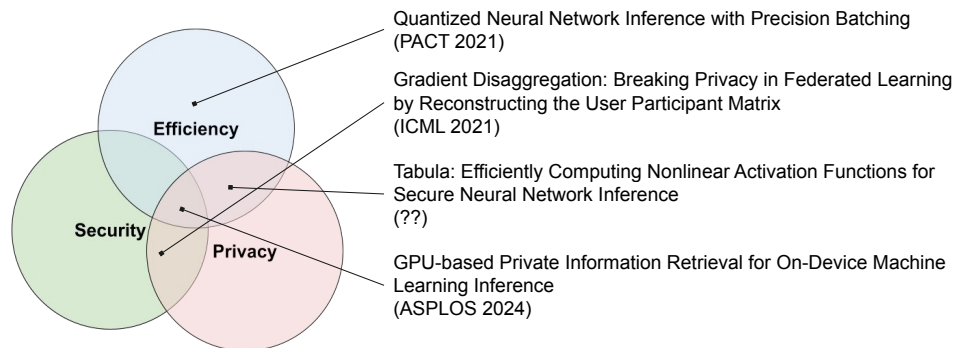 Quantized Neural Network Inference with Precision Batching
(PACT 2021)
Gradient Disaggregation: Breaking Privacy in Federated Learning
by Reconstructing the User Participant Matrix
(ICML 2021)
Tabula: Efficiently Computing Nonlinear Activation Functions for
Secure Neural Network Inference
(??)
GPU-based Private Information Retrieval for On-Device Machine
Learning Inference
(ASPLOS 2024)
Efficiency
Security
Privacy